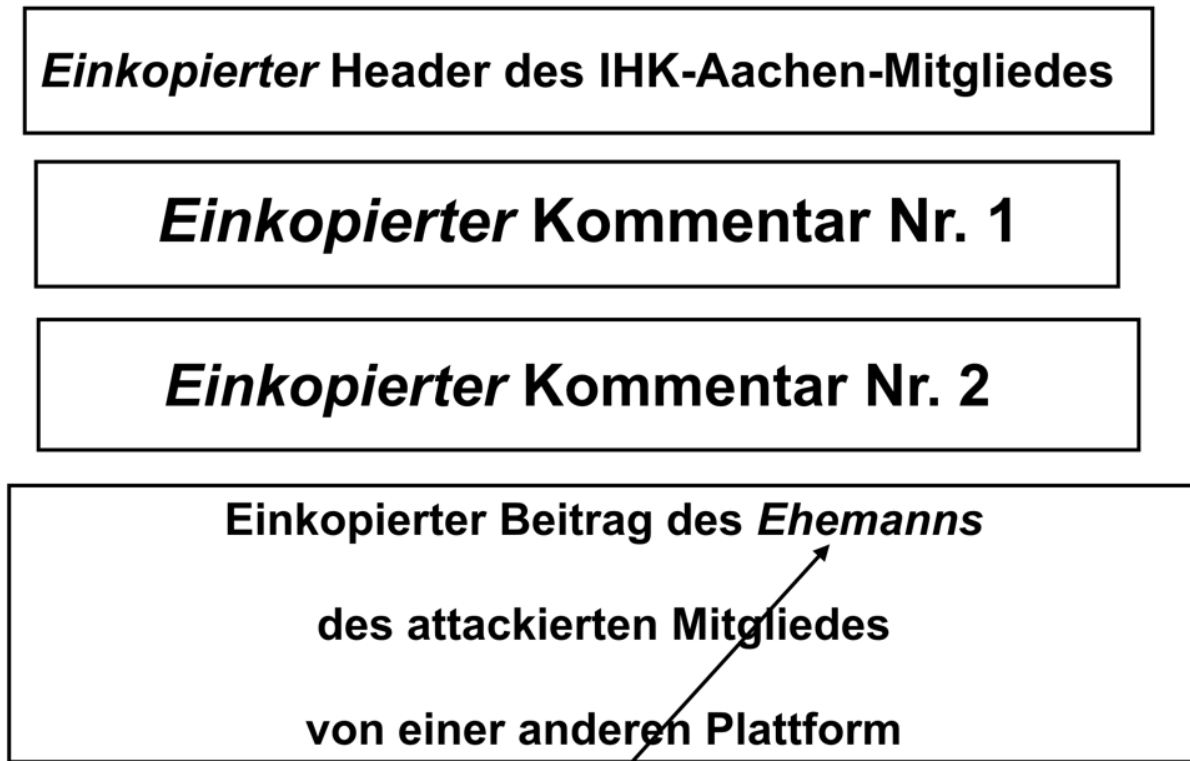 Einkopierter Header des IHK-Aachen-Mitgliedes
Einkopierter Kommentar Nr. 1
Einkopierter Kommentar Nr. 2
Einkopierter Beitrag des Ehemanns
des attackierten Mitgliedes
von einer anderen Plattform